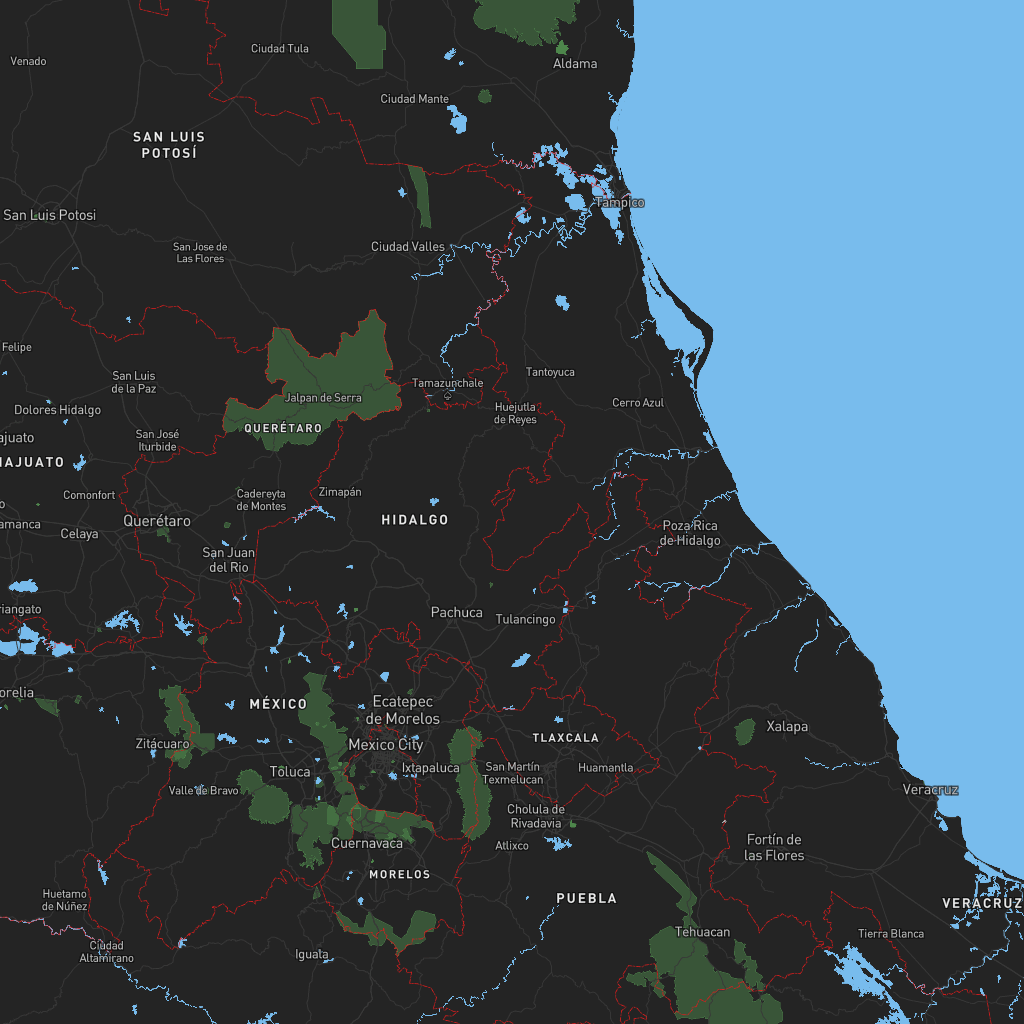 Ciudad Tula
Venado
Aldama
Ciudad Mante
SAN LUIS
POTOSÍ
San Luis Potosi
Tampico
San Jose de
Las Flores
Ciudad Valles
Felipe
San Luis
de la Paz
Tamazunchale
Tantoyuca
Jalpan de Serra
Dolores Hidalgo
Huejutla
de Reyes
Cerro Azul
QUERÉTARO
ajuato
San José
Iturbide
AJUATO
Comonfort
Cadereyta
de Montes
Zimapán
HIDALGO
o
amanca
Celaya
Querétaro
Poza Rica
de Hidalgo
San Juan
del Rio
riangato
Pachuca
Tulancingo
orelia
MÉXICO
Ecatepec
de Morelos
Xalapa
Zitácuaro
Mexico City
TLAXCALA
Toluca
Ixtapaluca
San Martín
Texmelucan
Huamantla
Valle de Bravo
Veracruz
Cholula de
Rivadavia
Cuernavaca
Atlixco
Fortín de
las Flores
MORELOS
Huetamo
de Núñez
PUEBLA
VERACRUZ
Tehuacan
Tierra Blanca
Ciudad
Altamirano
Iguala